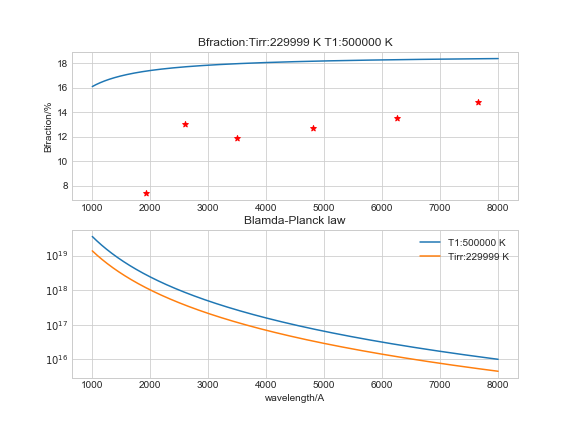 Bfraction:Tirr:229999 K T1:500000 K
Bfraction/%
18
16
14
12
10
8
1000 2000 3000 4000 5000 6000 7000 8000
Blamda-Planck law
T1:500000 K
Tirr:229999 K
10^19
10^18
10^17
10^16
1000 2000 3000 4000 5000 6000 7000 8000
wavelength/A